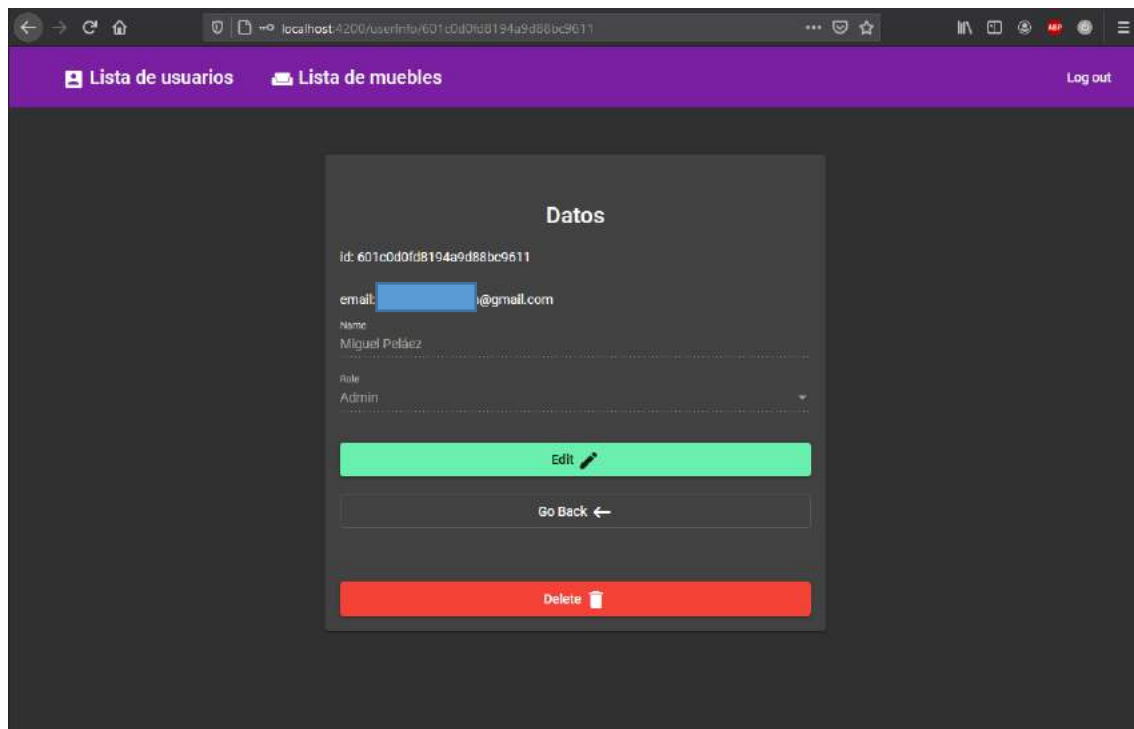 localhost:4200/userInfo/601c0d0fd8194a9d88bc9611
ABP
Lista de usuarios Lista de muebles Log out
Datos
id: 601c0d0fd8194a9d88bc9611
email: @gmail.com
Name
Miguel Peláez
Role
Admin
Edit
Go Back
Delete